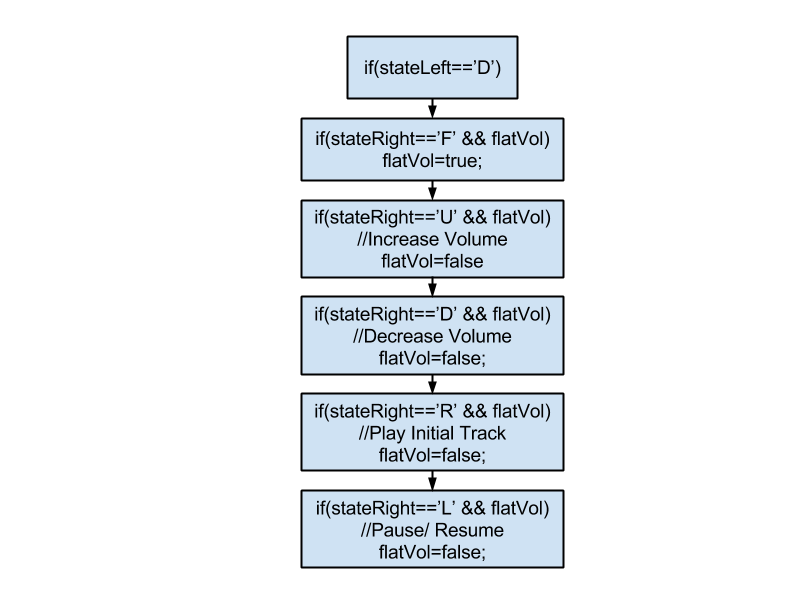 if(stateLeft==’D’)
if(stateRight==’F’ && flatVol)
flatVol=true;
if(stateRight==’U’ && flatVol)
//Increase Volume
flatVol=false
if(stateRight==’D’ && flatVol)
//Decrease Volume
flatVol=false;
if(stateRight==’R’ && flatVol)
//Play Initial Track
flatVol=false;
if(stateRight==’L’ && flatVol)
//Pause/ Resume
flatVol=false;